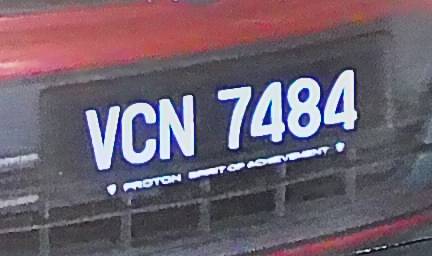 VCN 7484
PROTON SPIRIT OF ACHIEVEMENT